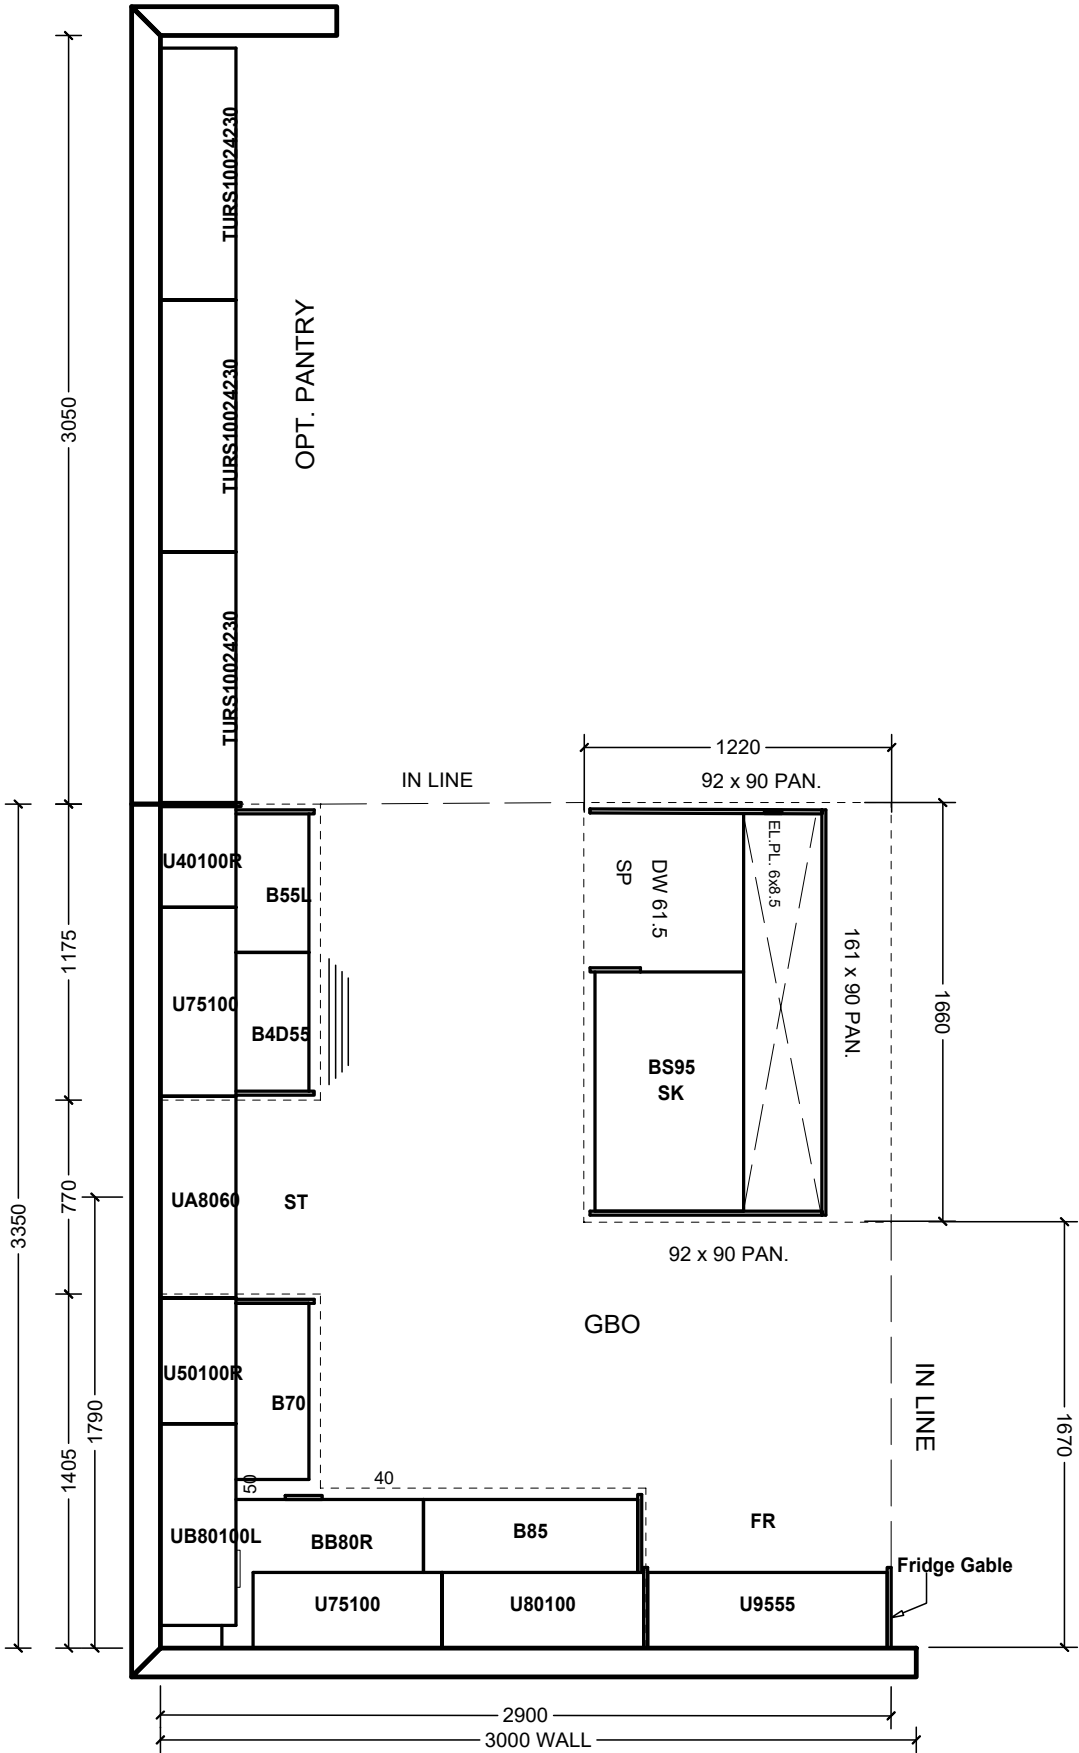 TURS10024230
TURS10024230
TURS10024230
OPT. PANTRY
3050
1220
IN LINE
92 x 90 PAN.
U40100R
B55L
EL.PL. 6x8.5
DW 61.5
SP
1175
161 x 90 PAN.
U75100
B4D55
1660
BS95
SK
770
UA8060
ST
3350
92 x 90 PAN.
GBO
U50100R
B70
IN LINE
1790
1670
1405
50
40
UB80100L
BB80R
B85
FR
Fridge Gable
U75100
U80100
U9555
2900
3000 WALL